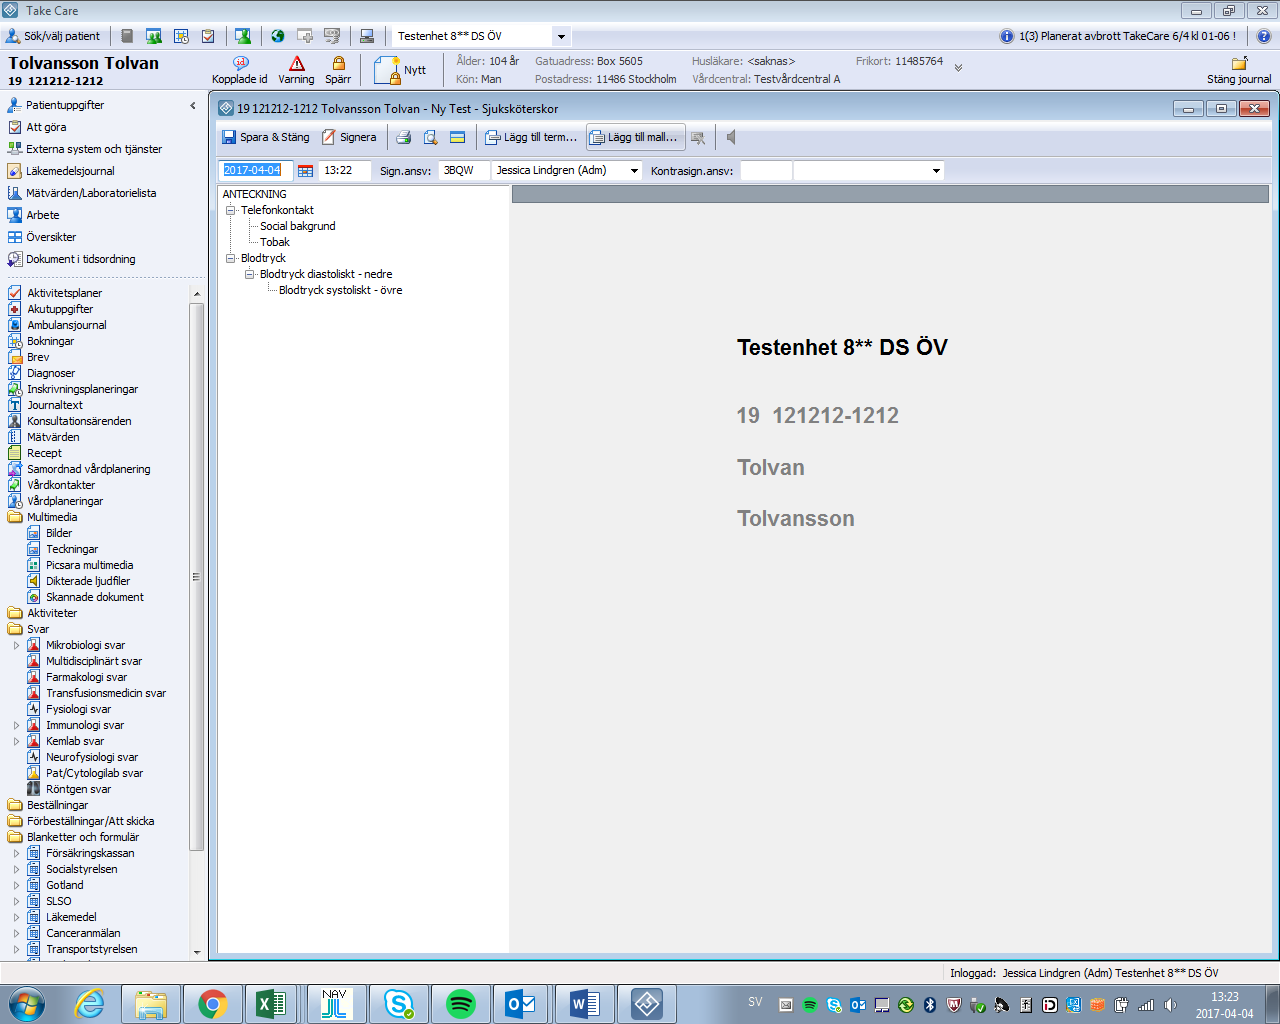 Take Care
Sök/välj patient
Testenhet 8** DS ÖV
1(3) Planerat avbrott TakeCare 6/4 kl 01-06 !
Tolvansson Tolvan
19 121212-1212
Kopplade id
Varning
Spärr
Nytt
Ålder: 104 år
Kön: Man
Gatuadress: Box 5605
Postadress: 11486 Stockholm
Husläkare: <saknas>
Vårdcentral: Testvårdcentral A
Frikort: 11485764
Stäng journal
Patientuppgifter
Att göra
Externa system och tjänster
Läkemedelsjournal
Mätvärden/Laboratorielista
Arbete
Översikter
Dokument i tidsordning
Aktivitetsplaner
Akutuppgifter
Ambulansjournal
Bokningar
Brev
Diagnoser
Inskrivningsplaneringar
Journaltext
Konsultationsärenden
Mätvärden
Recept
Samordnad vårdplanering
Vårdkontakter
Vårdplaneringar
Multimedia
Bilder
Teckningar
Picsara multimedia
Dikterade ljudfiler
Skannade dokument
Aktiviteter
Svar
Mikrobiologi svar
Multidisciplinärt svar
Farmakologi svar
Transfusionsmedicin svar
Fysiologi svar
Immunologi svar
Kemlab svar
Neurofysiologi svar
Pat/Cytologilab svar
Röntgen svar
Beställningar
Förbeställningar/Att skicka
Blanketter och formulär
Försäkringskassan
Socialstyrelsen
Gotland
SLSO
Läkemedel
Canceranmälan
Transportstyrelsen
19 121212-1212 Tolvansson Tolvan - Ny Test - Sjuksköterskor
Spara & Stäng
Signera
Lägg till term...
Lägg till mall...
2017-04-04
13:22
Sign.ansv:
3BQW
Jessica Lindgren (Adm)
Kontrasign.ansv:
ANTECKNING
Telefonkontakt
Social bakgrund
Tobak
Blodtryck
Blodtryck diastoliskt - nedre
Blodtryck systoliskt - övre
Testenhet 8** DS ÖV
19 121212-1212
Tolvan
Tolvansson
Inloggad: Jessica Lindgren (Adm) Testenhet 8** DS ÖV
NAV
SV
13:23
2017-04-04